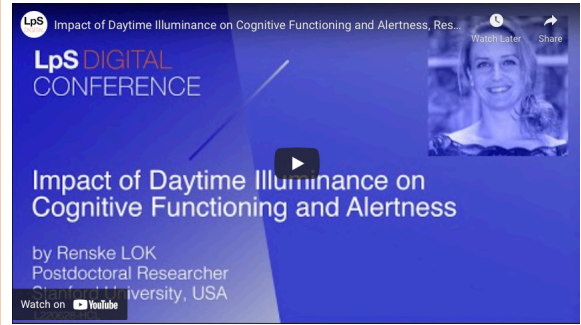 LpS
Impact of Daytime Illuminance on Cognitive Functioning and Alertness, Res...
Watch Later
Share
LpS DIGITAL
CONFERENCE
Impact of Daytime Illuminance on
Cognitive Functioning and Alertness
by Renske LOK
Postdoctoral Researcher
Stanford University, USA
Watch on YouTube